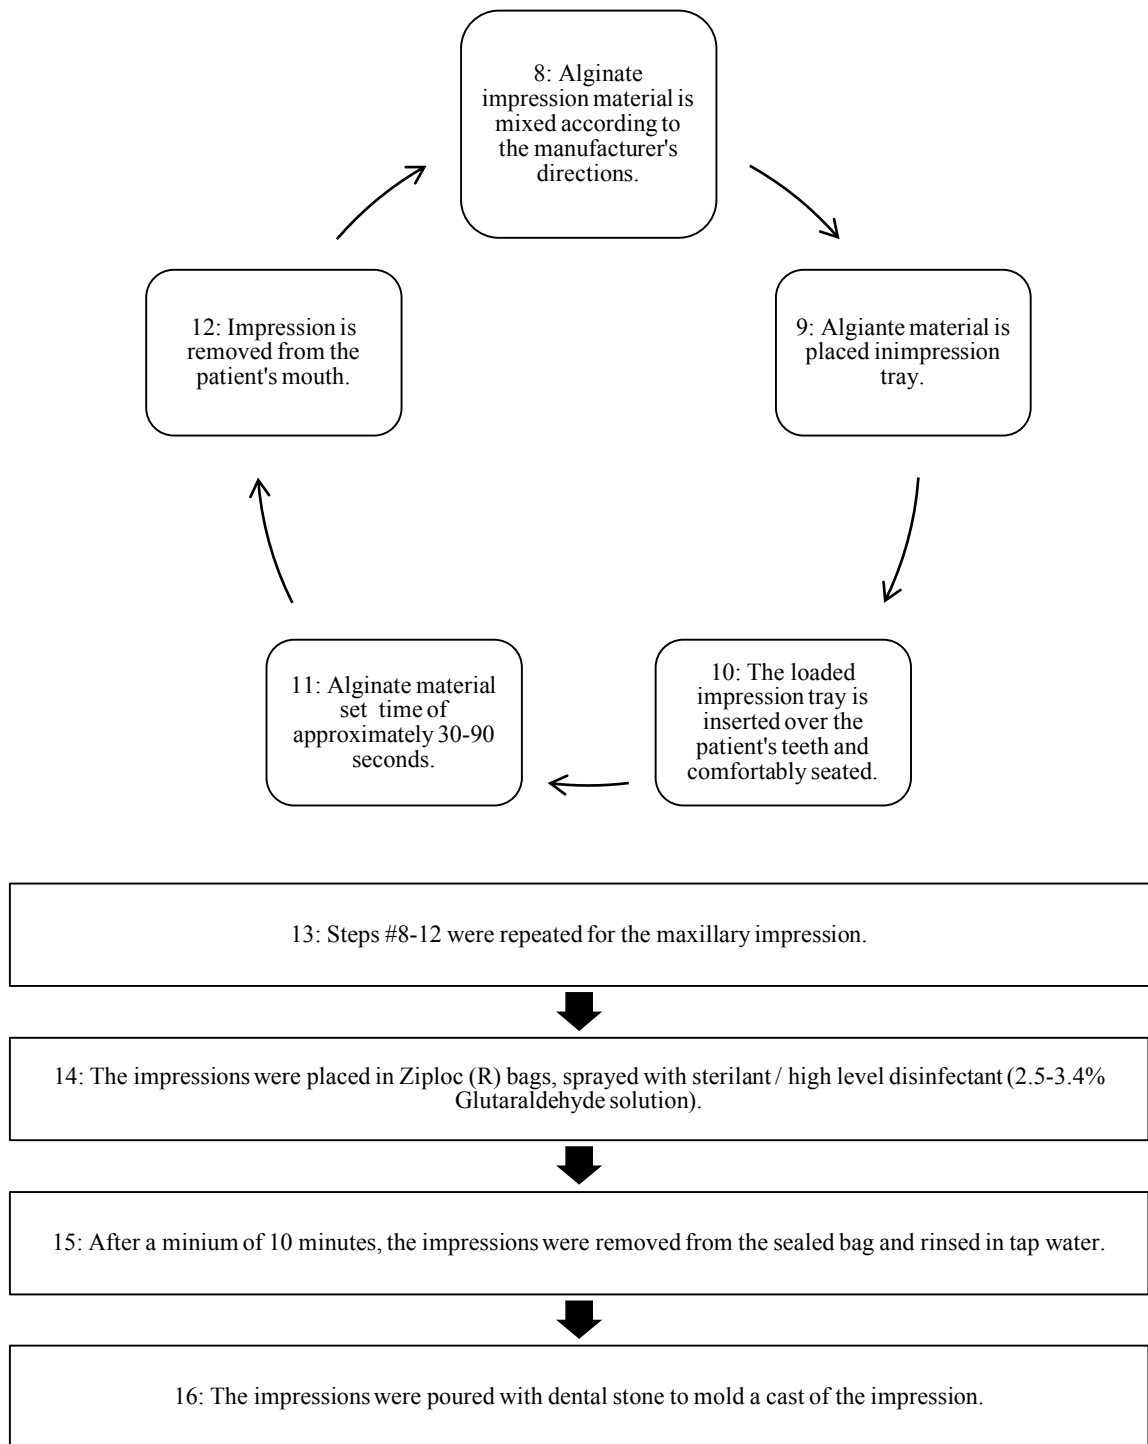 8: Alginate
impression material is
mixed according to
the manufacturer's
directions.
9: Algiante material is
placed inimpression
tray.
10: The loaded
impression tray is
inserted over the
patient's teeth and
comfortably seated.
11: Alginate material
set time of
approximately 30-90
seconds.
12: Impression is
removed from the
patient's mouth.
13: Steps #8-12 were repeated for the maxillary impression.
14: The impressions were placed in Ziploc (R) bags, sprayed with sterilant / high level disinfectant (2.5-3.4%
Glutaraldehyde solution).
15: After a minium of 10 minutes, the impressions were removed from the sealed bag and rinsed in tap water.
16: The impressions were poured with dental stone to mold a cast of the impression.